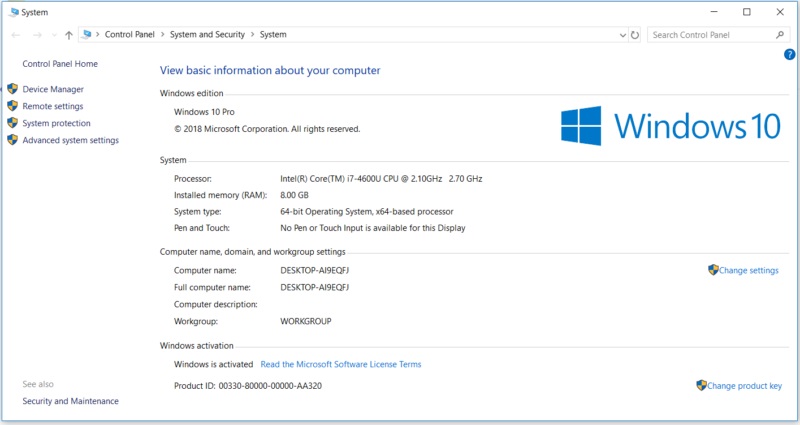 System
Control Panel > System and Security > System
Search Control Panel
?
Control Panel Home
Device Manager
Remote settings
System protection
Advanced system settings
View basic information about your computer
Windows edition
Windows 10 Pro
© 2018 Microsoft Corporation. All rights reserved.
Windows 10
System
Processor: Intel(R) Core(TM) i7-4600U CPU @ 2.10GHz 2.70 GHz
Installed memory (RAM): 8.00 GB
System type: 64-bit Operating System, x64-based processor
Pen and Touch: No Pen or Touch Input is available for this Display
Computer name, domain, and workgroup settings
Computer name: DESKTOP-AI9EQFJ
Change settings
Full computer name: DESKTOP-AI9EQFJ
Computer description:
Workgroup: WORKGROUP
Windows activation
Windows is activated Read the Microsoft Software License Terms
Product ID: 00330-80000-00000-AA320
Change product key
See also
Security and Maintenance